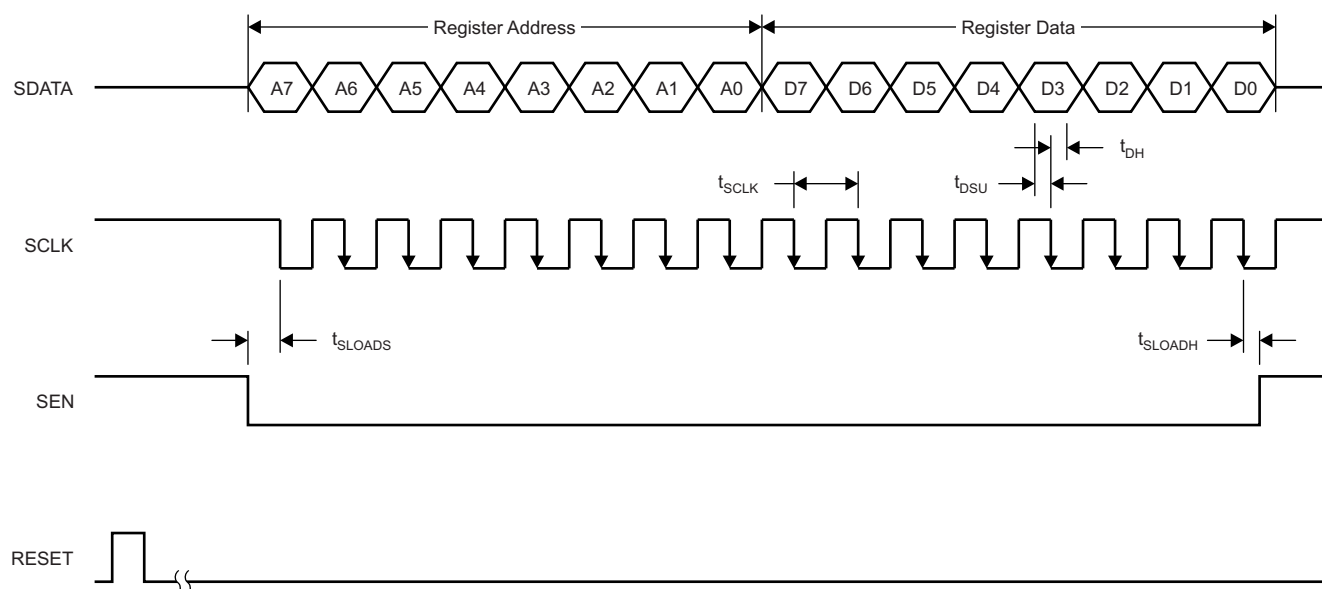 Register Address
Register Data
SDATA
A7 A6 A5 A4 A3 A2 A1 A0 D7 D6 D5 D4 D3 D2 D1 D0
tDH
tSCLK
tDSU
SCLK
tSLOADS
tSLOADH
SEN
RESET